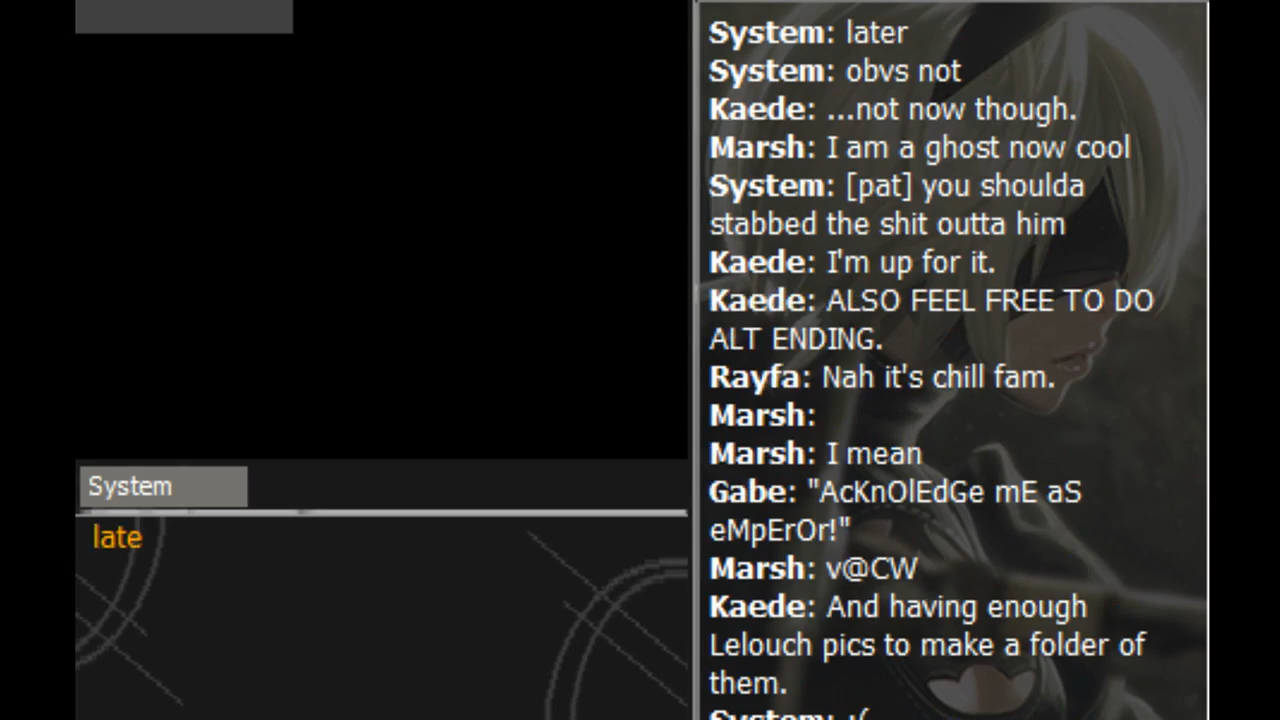 System: later
System: obvs not
Kaede: ...not now though.
Marsh: I am a ghost now cool
System: [pat] you shoulda
stabbed the shit outta him
Kaede: I'm up for it.
Kaede: ALSO FEEL FREE TO DO
ALT ENDING.
Rayfa: Nah it's chill fam.
Marsh:
Marsh: I mean
Gabe: "AcKnOlEdGe mE aS
eMpErOr!"
Marsh: v@CW
Kaede: And having enough
Lelouch pics to make a folder of
them.
System: :(
System
late